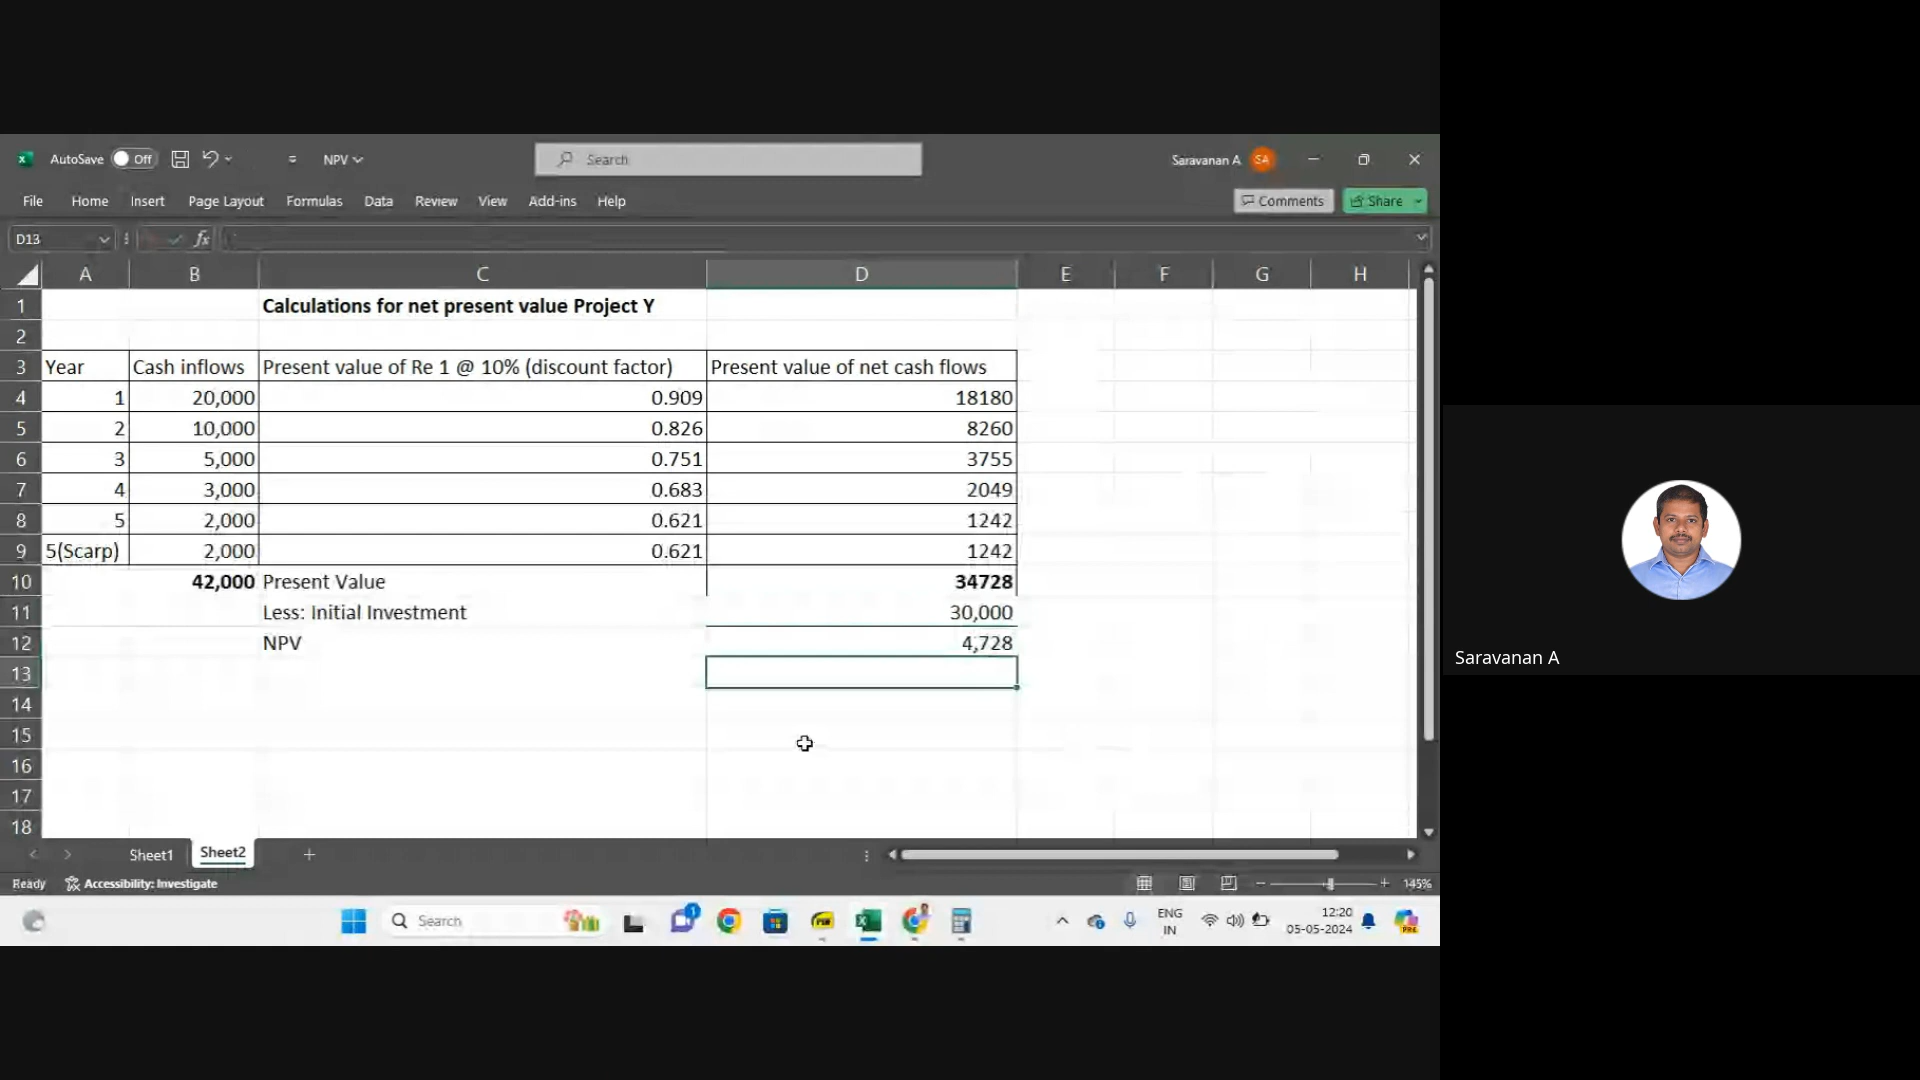 AutoSave Off NPV Search Saravanan A SA
File Home Insert Page Layout Formulas Data Review View Add-ins Help Comments Share
D13 fx
A B C D E F G H
1 Calculations for net present value Project Y
2
3 Year Cash inflows Present value of Re 1 @ 10% (discount factor) Present value of net cash flows
4 1 20,000 0.909 18180
5 2 10,000 0.826 8260
6 3 5,000 0.751 3755
7 4 3,000 0.683 2049
8 5 2,000 0.621 1242
9 5(Scarp) 2,000 0.621 1242
10 42,000 Present Value 34728
11 Less: Initial Investment 30,000
12 NPV 4,728
13
14
15
16
17
18
Sheet1 Sheet2
Ready Accessibility: Investigate 145%
Search ENG 12:20
IN 05-05-2024
Saravanan A